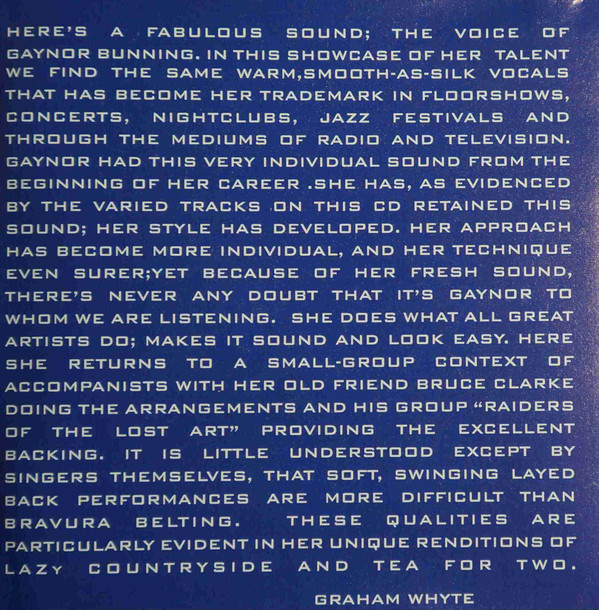 HERE'S A FABULOUS SOUND; THE VOICE OF
GAYNOR BUNNING. IN THIS SHOWCASE OF HER TALENT
WE FIND THE SAME WARM,SMOOTH-AS-SILK VOCALS
THAT HAS BECOME HER TRADEMARK IN FLOORSHOWS,
CONCERTS, NIGHTCLUBS, JAZZ FESTIVALS AND
THROUGH THE MEDIUMS OF RADIO AND TELEVISION.
GAYNOR HAD THIS VERY INDIVIDUAL SOUND FROM THE
BEGINNING OF HER CAREER .SHE HAS, AS EVIDENCED
BY THE VARIED TRACKS ON THIS CD RETAINED THIS
SOUND; HER STYLE HAS DEVELOPED. HER APPROACH
HAS BECOME MORE INDIVIDUAL, AND HER TECHNIQUE
EVEN SURER;YET BECAUSE OF HER FRESH SOUND,
THERE'S NEVER ANY DOUBT THAT IT'S GAYNOR TO
WHOM WE ARE LISTENING. SHE DOES WHAT ALL GREAT
ARTISTS DO; MAKES IT SOUND AND LOOK EASY. HERE
SHE RETURNS TO A SMALL-GROUP CONTEXT OF
ACCOMPANISTS WITH HER OLD FRIEND BRUCE CLARKE
DOING THE ARRANGEMENTS AND HIS GROUP "RAIDERS
OF THE LOST ART" PROVIDING THE EXCELLENT
BACKING. IT IS LITTLE UNDERSTOOD EXCEPT BY
SINGERS THEMSELVES, THAT SOFT, SWINGING LAYED
BACK PERFORMANCES ARE MORE DIFFICULT THAN
BRAVURA BELTING. THESE QUALITIES ARE
PARTICULARLY EVIDENT IN HER UNIQUE RENDITIONS OF
LAZY COUNTRYSIDE AND TEA FOR TWO.
GRAHAM WHYTE